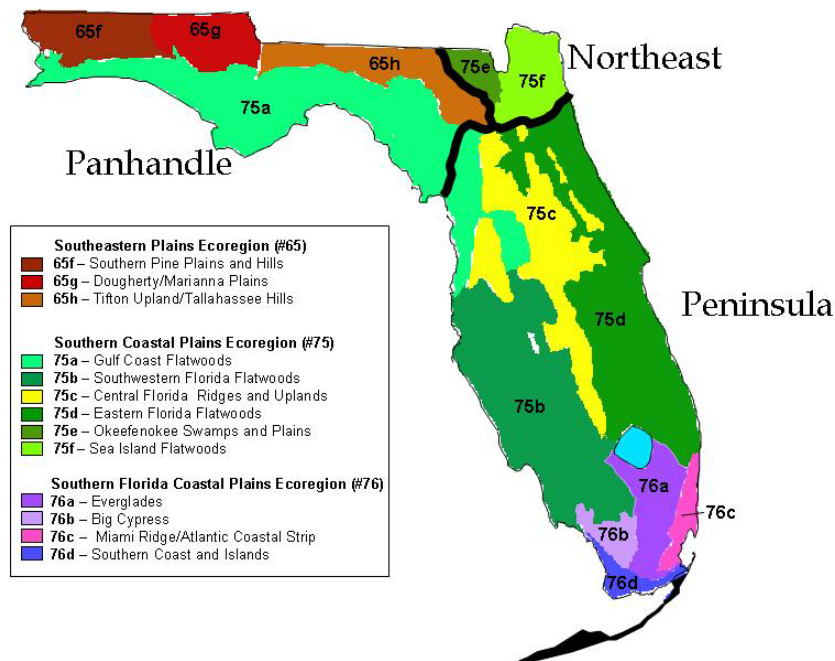 65f
65g
65h
75e
75f
Northeast
75a
Panhandle
75c
Peninsula
75d
75b
76a
76c
76b
76d
Southeastern Plains Ecoregion (#65)
65f – Southern Pine Plains and Hills
65g – Dougherty/Marianna Plains
65h – Tifton Upland/Tallahassee Hills
Southern Coastal Plains Ecoregion (#75)
75a – Gulf Coast Flatwoods
75b – Southwestern Florida Flatwoods
75c – Central Florida Ridges and Uplands
75d – Eastern Florida Flatwoods
75e – Okeefenokee Swamps and Plains
75f – Sea Island Flatwoods
Southern Florida Coastal Plains Ecoregion (#76)
76a – Everglades
76b – Big Cypress
76c – Miami Ridge/Atlantic Coastal Strip
76d – Southern Coast and Islands